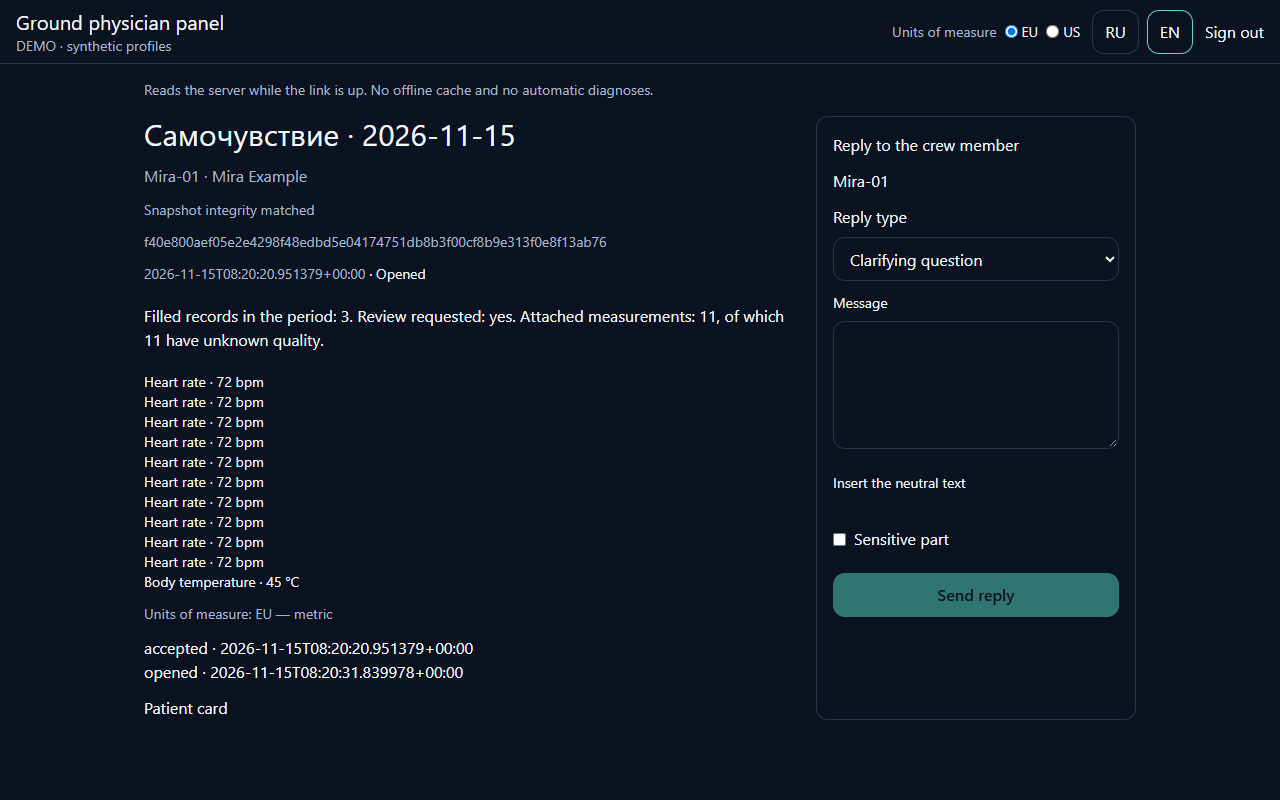 Ground physician panel
DEMO · synthetic profiles
Units of measure EU US RU EN Sign out
Reads the server while the link is up. No offline cache and no automatic diagnoses.
Самочувствие · 2026-11-15
Mira-01 · Mira Example
Snapshot integrity matched
f40e800aef05e2e4298f48edbd5e04174751db8b3f00cf8b9e313f0e8f13ab76
2026-11-15T08:20:20.951379+00:00 · Opened
Filled records in the period: 3. Review requested: yes. Attached measurements: 11, of which
11 have unknown quality.
Heart rate · 72 bpm
Heart rate · 72 bpm
Heart rate · 72 bpm
Heart rate · 72 bpm
Heart rate · 72 bpm
Heart rate · 72 bpm
Heart rate · 72 bpm
Heart rate · 72 bpm
Heart rate · 72 bpm
Heart rate · 72 bpm
Body temperature · 45 °C
Units of measure: EU — metric
accepted · 2026-11-15T08:20:20.951379+00:00
opened · 2026-11-15T08:20:31.839978+00:00
Patient card
Reply to the crew member
Mira-01
Reply type
Clarifying question
Message
Insert the neutral text
Sensitive part
Send reply